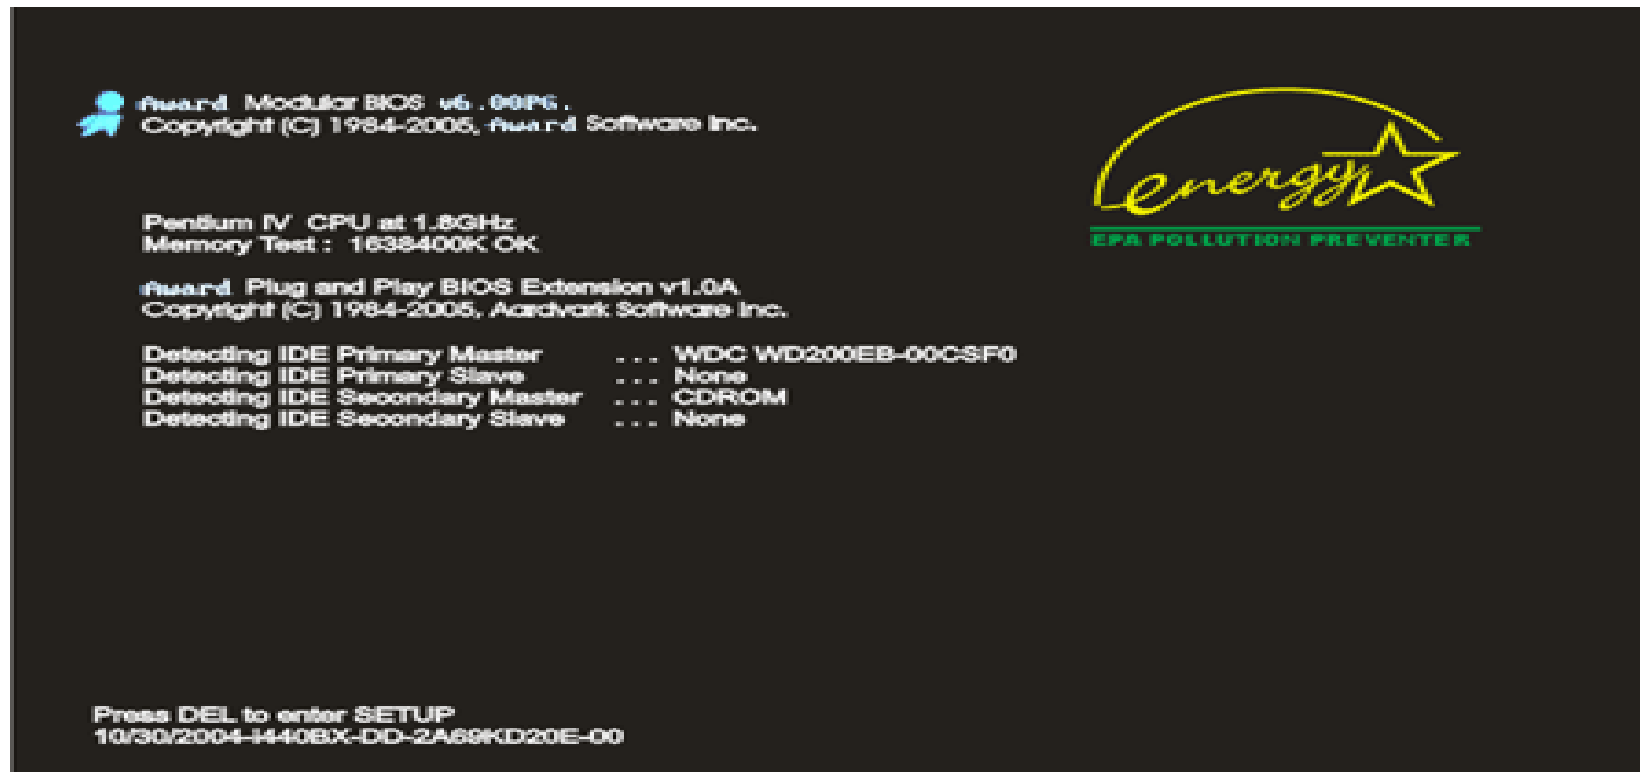 Award Modular BIOS v6.00PG.
Copyright (C) 1984-2005, Award Software Inc.
energy
EPA POLLUTION PREVENTER
Pentium IV CPU at 1.8GHz
Memory Test : 1638400K OK
Award Plug and Play BIOS Extension v1.0A
Copyright (C) 1984-2005, Aardvark Software Inc.
Detecting IDE Primary Master ... WDC WD200EB-00CSF0
Detecting IDE Primary Slave ... None
Detecting IDE Secondary Master ... CDROM
Detecting IDE Secondary Slave ... None
Press DEL to enter SETUP
10/30/2004-i440BX-DD-2A69KD20E-00